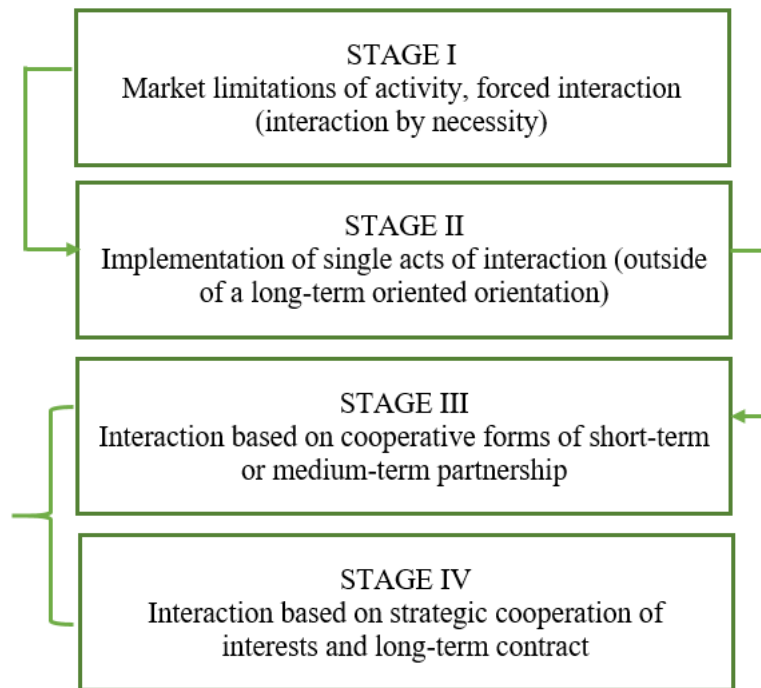 STAGE I
Market limitations of activity, forced interaction
(interaction by necessity)
STAGE II
Implementation of single acts of interaction (outside
of a long-term oriented orientation)
STAGE III
Interaction based on cooperative forms of short-term
or medium-term partnership
STAGE IV
Interaction based on strategic cooperation of
interests and long-term contract